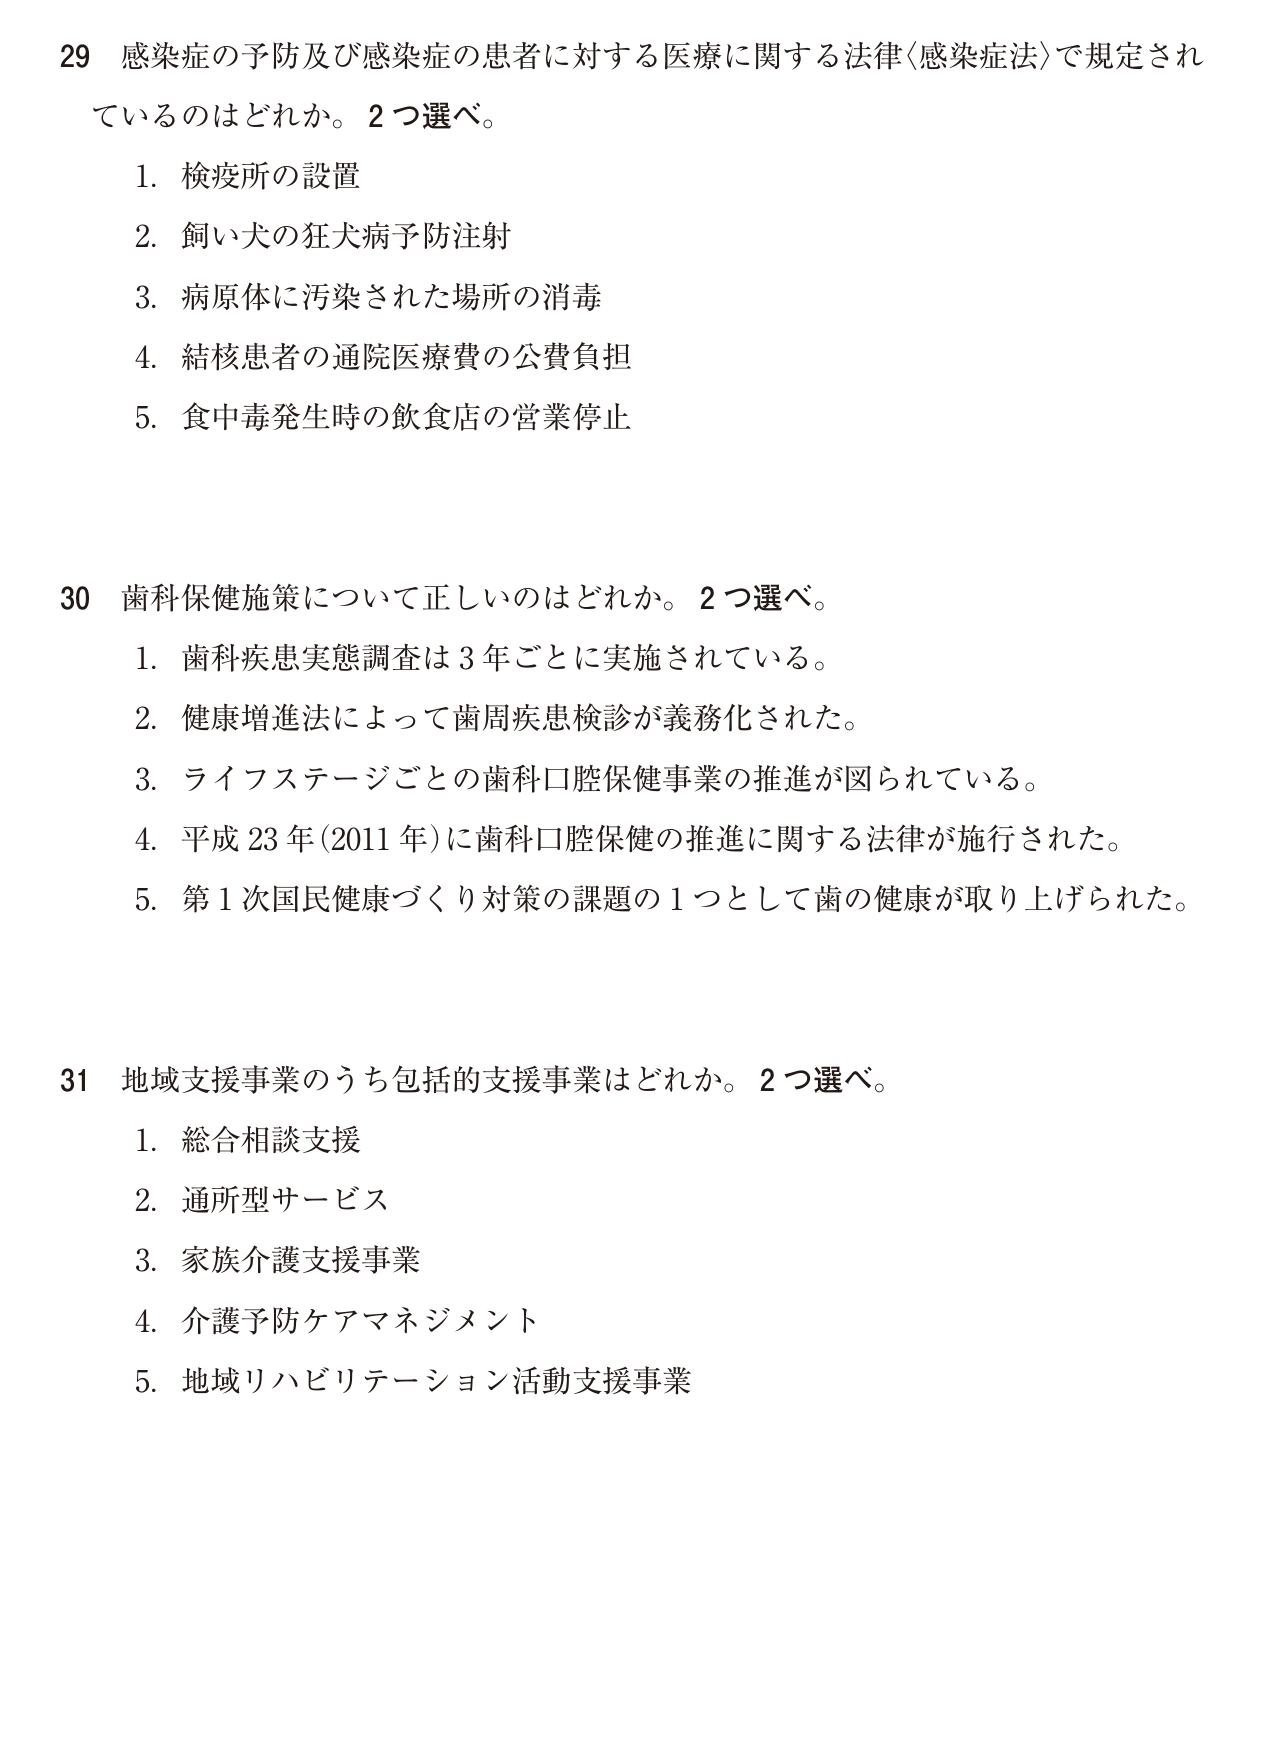 29 感染症の予防及び感染症の患者に対する医療に関する法律〈感染症法〉で規定され
ているのはどれか。2つ選べ。
1. 検疫所の設置
2. 飼い犬の狂犬病予防注射
3. 病原体に汚染された場所の消毒
4. 結核患者の通院医療費の公費負担
5. 食中毒発生時の飲食店の営業停止
30 歯科保健施策について正しいのはどれか。2つ選べ。
1. 歯科疾患実態調査は3年ごとに実施されている。
2. 健康増進法によって歯周疾患検診が義務化された。
3. ライフステージごとの歯科口腔保健事業の推進が図られている。
4. 平成23年(2011年)に歯科口腔保健の推進に関する法律が施行された。
5. 第1次国民健康づくり対策の課題の1つとして歯の健康が取り上げられた。
31 地域支援事業のうち包括的支援事業はどれか。2つ選べ。
1. 総合相談支援
2. 通所型サービス
3. 家族介護支援事業
4. 介護予防ケアマネジメント
5. 地域リハビリテーション活動支援事業